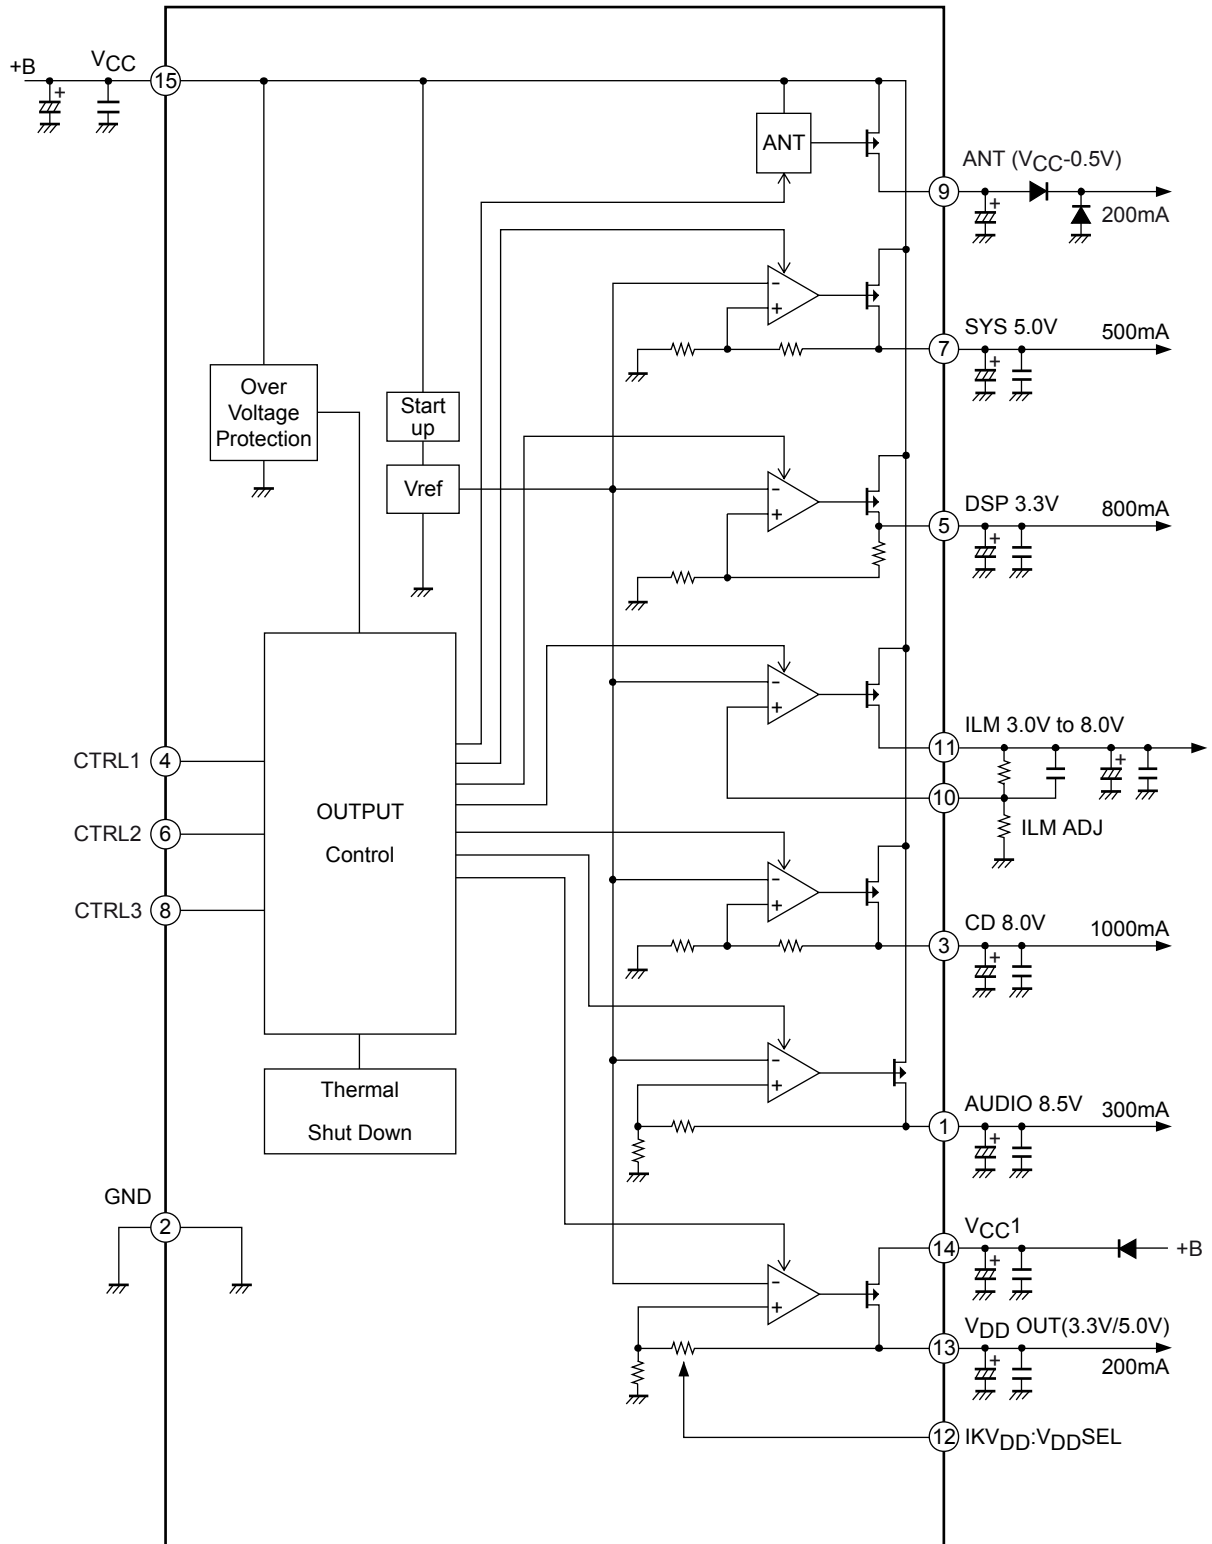 +B
VCC
+
15
ANT
ANT (VCC-0.5V)
9
+
200mA
-
+
SYS 5.0V
500mA
7
+
Over
Voltage
Protection
Start
up
Vref
-
+
DSP 3.3V
800mA
5
+
-
+
ILM 3.0V to 8.0V
11
+
10
ILM ADJ
CTRL1
4
CTRL2
6
CTRL3
8
OUTPUT
Control
-
+
CD 8.0V
1000mA
3
+
Thermal
Shut Down
-
+
AUDIO 8.5V
300mA
1
+
GND
2
VCC1
14
+B
+
-
+
VDD OUT(3.3V/5.0V)
13
+
200mA
12
IKVDD:VDDSEL